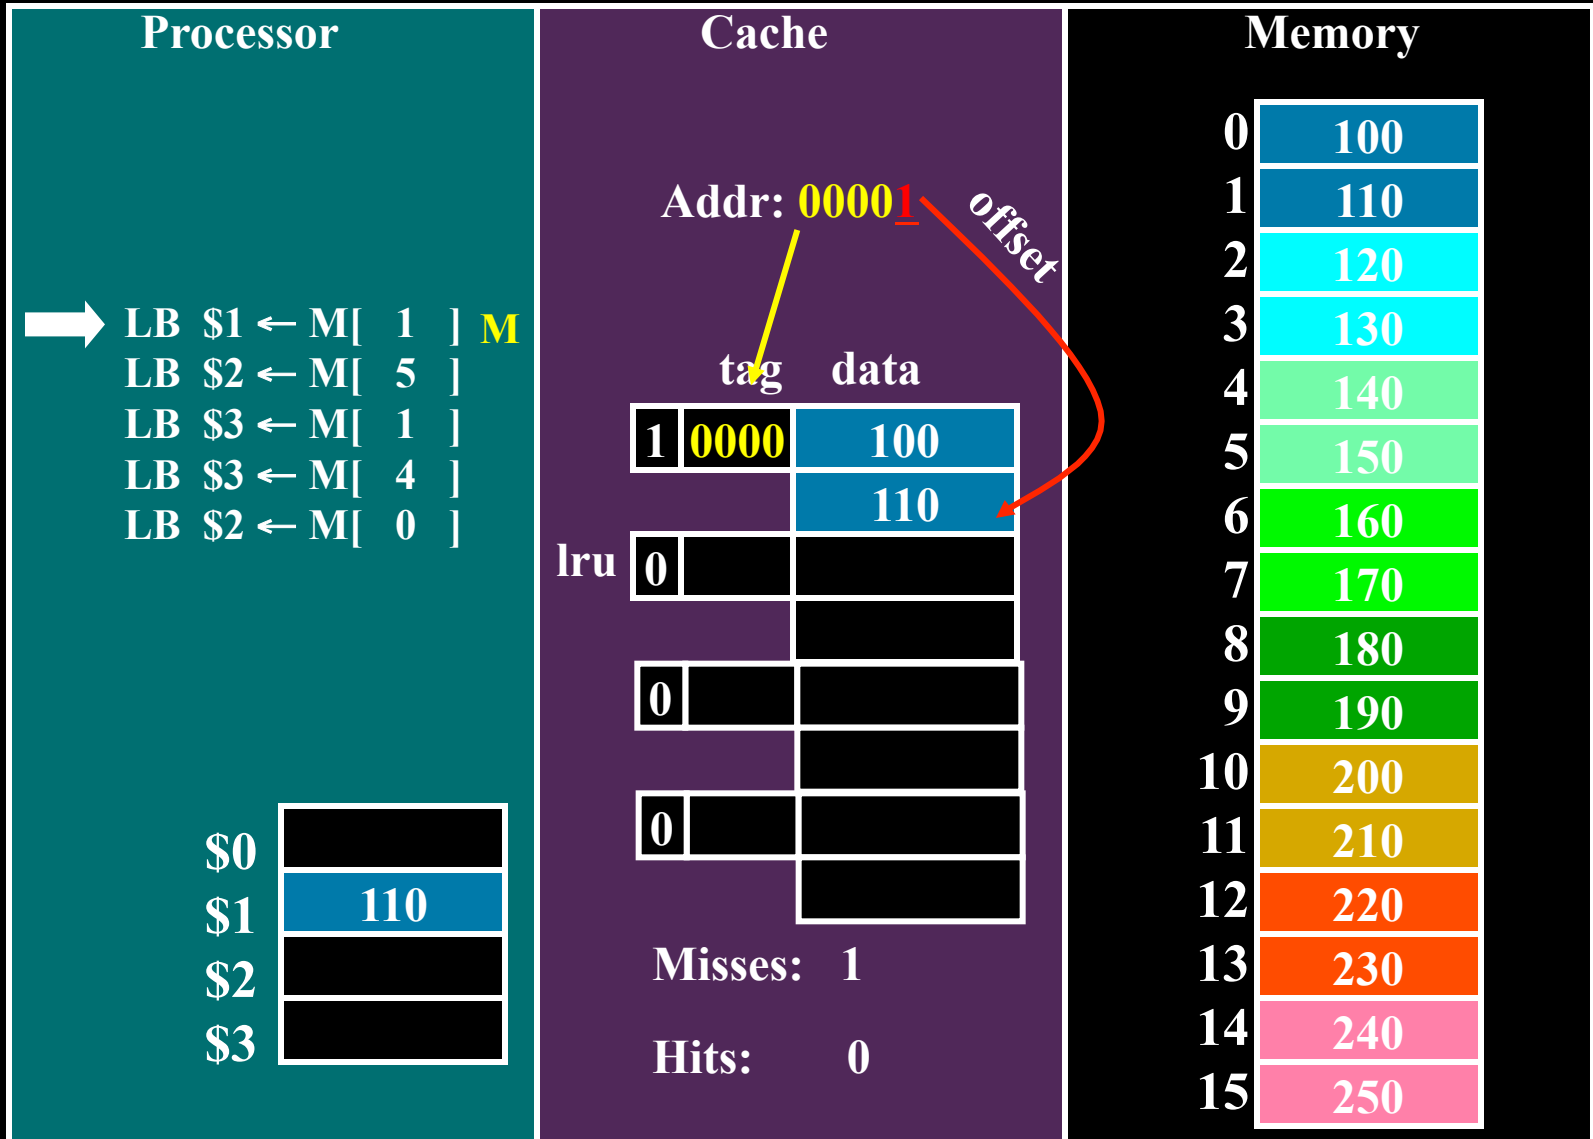 Processor
LB $1 ← M[ 1 ] M
LB $2 ← M[ 5 ]
LB $3 ← M[ 1 ]
LB $3 ← M[ 4 ]
LB $2 ← M[ 0 ]
$0
$1 110
$2
$3
Cache
Addr: 00001
offset
tag data
1 0000 100
110
lru 0
0
0
Misses: 1
Hits: 0
Memory
0 100
1 110
2 120
3 130
4 140
5 150
6 160
7 170
8 180
9 190
10 200
11 210
12 220
13 230
14 240
15 250